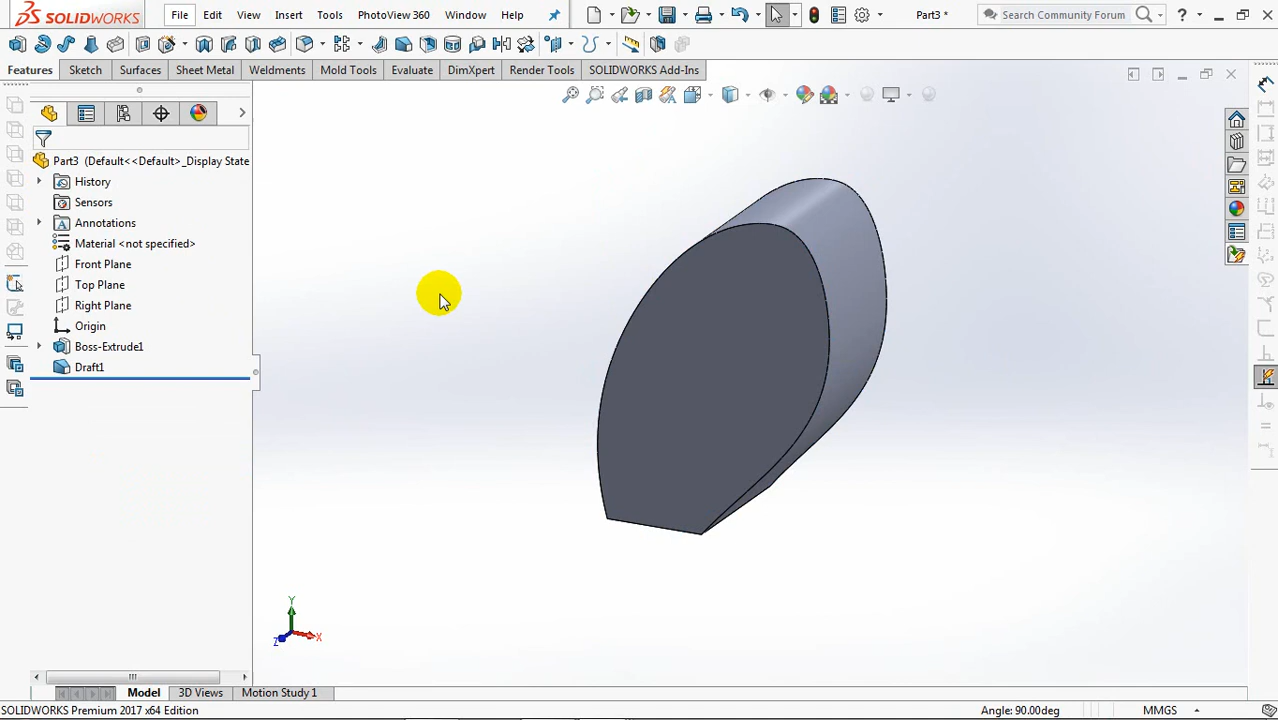 SOLIDWORKS File Edit View Insert Tools PhotoView 360 Window Help Part3 * Search Community Forum ?
Features Sketch Surfaces Sheet Metal Weldments Mold Tools Evaluate DimXpert Render Tools SOLIDWORKS Add-Ins
Part3 (Default<<Default>_Display State
History
Sensors
Annotations
Material <not specified>
Front Plane
Top Plane
Right Plane
Origin
Boss-Extrude1
Draft1
Y
X
Z
Model 3D Views Motion Study 1
SOLIDWORKS Premium 2017 x64 Edition Angle: 90.00deg MMGS